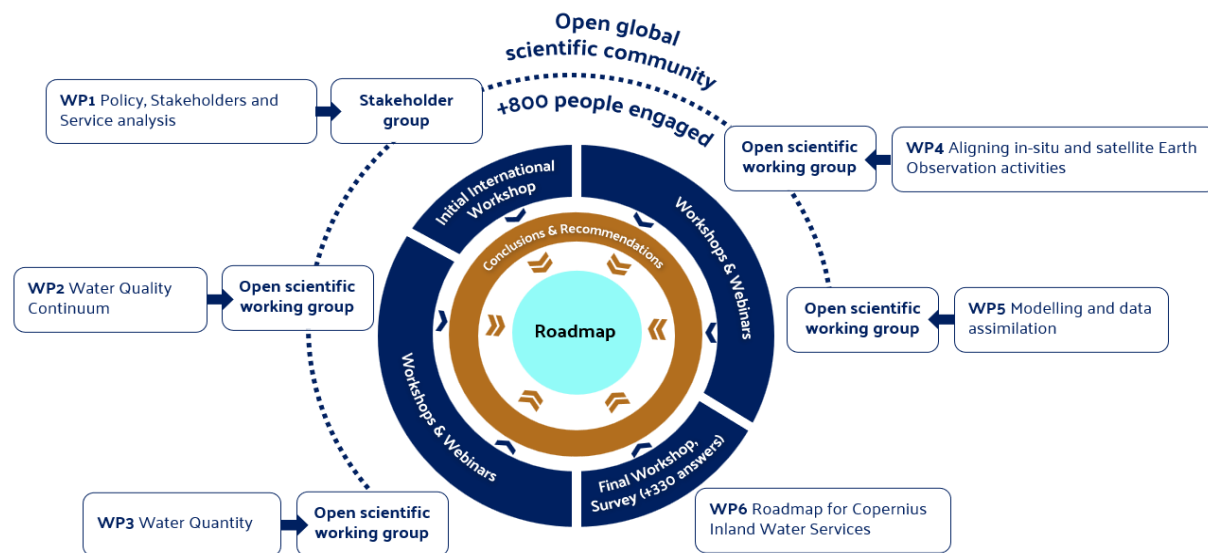 Open global
scientific community
+800 people engaged
WP1 Policy, Stakeholders and
Service analysis
Stakeholder
group
Open scientific
working group
WP4 Aligning in-situ and satellite Earth
Observation activities
Initial International
Workshop
Workshops & Webinars
Conclusions & Recommendations
WP2 Water Quality
Continuum
Open scientific
working group
Roadmap
Open scientific
working group
WP5 Modelling and data
assimilation
Workshops & Webinars
Final Workshop,
Survey (+330 answers)
WP3 Water Quantity
Open scientific
working group
WP6 Roadmap for Copernius
Inland Water Services